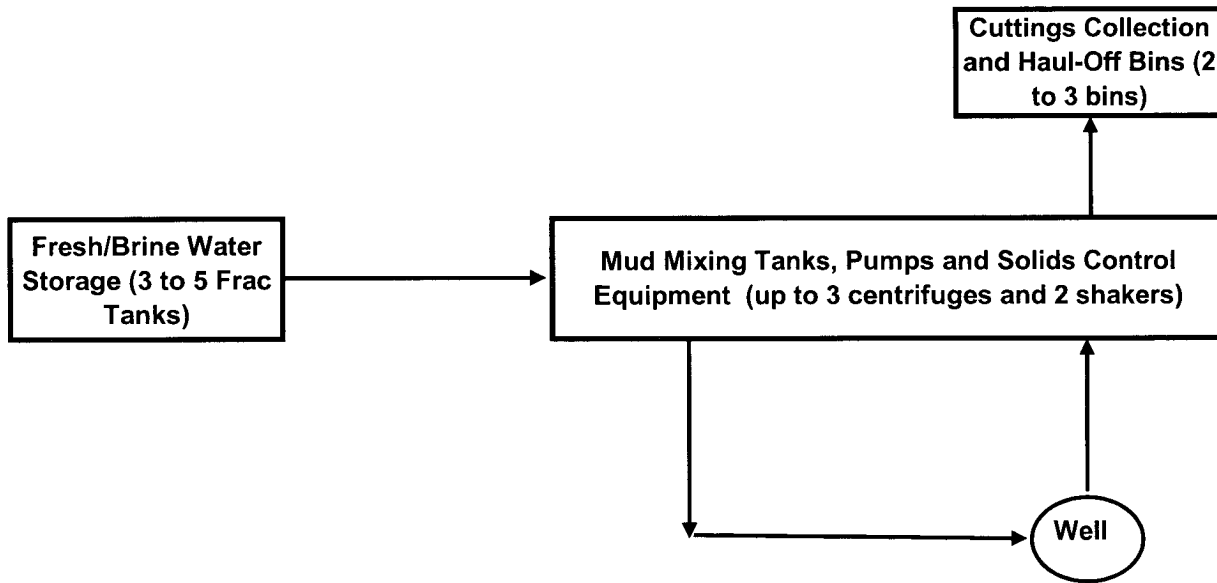 Cuttings Collection
and Haul-Off Bins (2
to 3 bins)
Fresh/Brine Water
Storage (3 to 5 Frac
Tanks)
Mud Mixing Tanks, Pumps and Solids Control
Equipment (up to 3 centrifuges and 2 shakers)
Well